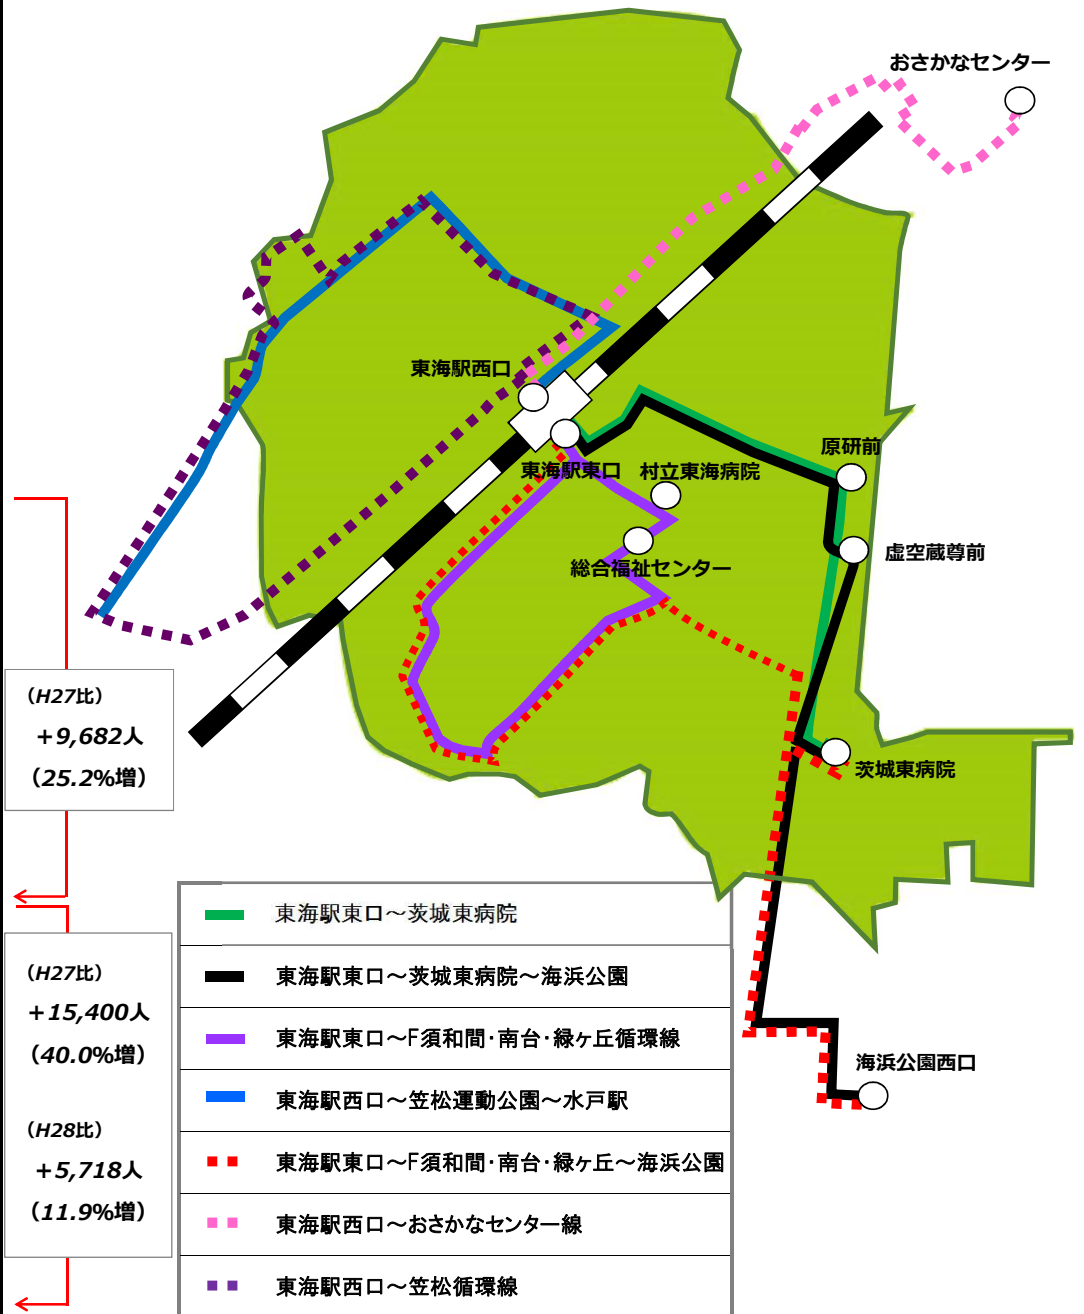 おさかなセンター
東海駅西口
原研前
東海駅東口
村立東海病院
虚空蔵尊前
総合福祉センター
茨城東病院
海浜公園西口
（H27比）
+9,682人
（25.2%増）
（H27比）
+15,400人
（40.0%増）
（H28比）
+5,718人
（11.9%増）
東海駅東口～茨城東病院
東海駅東口～茨城東病院～海浜公園
東海駅東口～F須和間・南台・緑ヶ丘循環線
東海駅西口～笠松運動公園～水戸駅
東海駅東口～F須和間・南台・緑ヶ丘～海浜公園
東海駅西口～おさかなセンター線
東海駅西口～笠松循環線